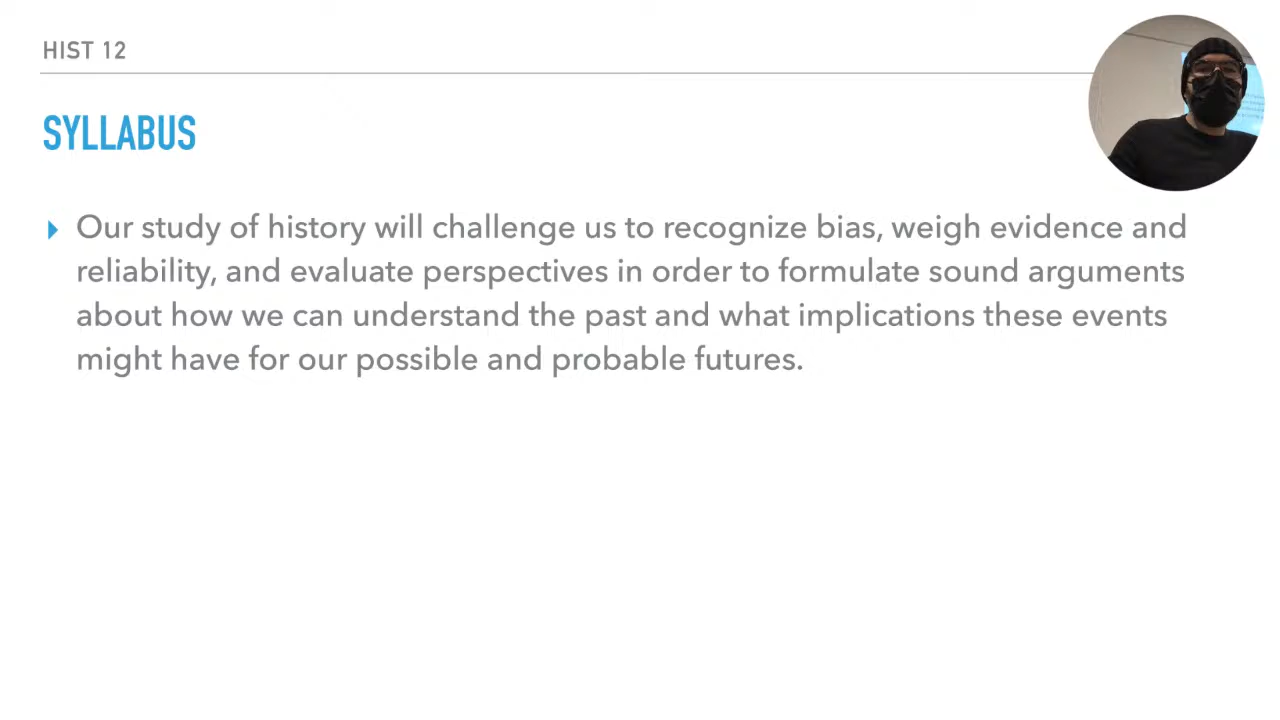 HIST 12
SYLLABUS
Our study of history will challenge us to recognize bias, weigh evidence and
reliability, and evaluate perspectives in order to formulate sound arguments
about how we can understand the past and what implications these events
might have for our possible and probable futures.